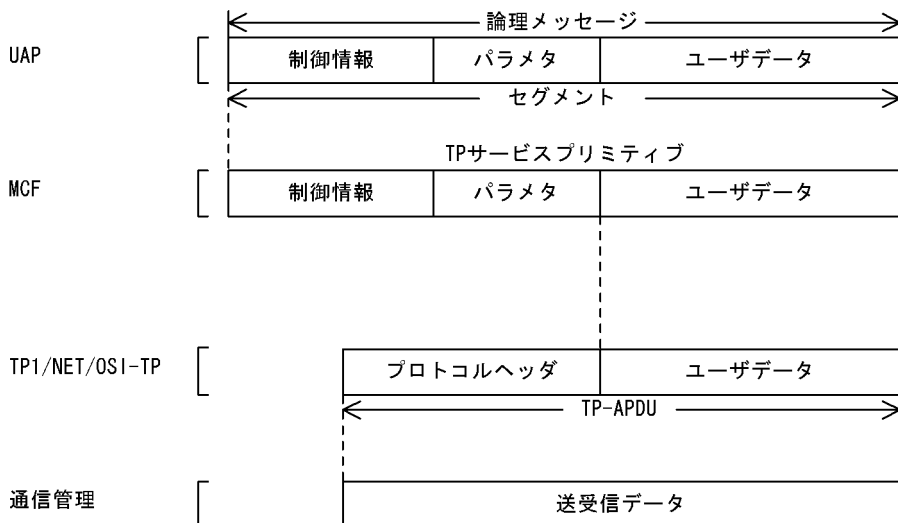 論理メッセージ
UAP
制御情報 パラメタ ユーザデータ
セグメント
TPサービスプリミティブ
MCF
制御情報 パラメタ ユーザデータ
TP1/NET/OSI-TP
プロトコルヘッダ ユーザデータ
TP-APDU
通信管理
送受信データ